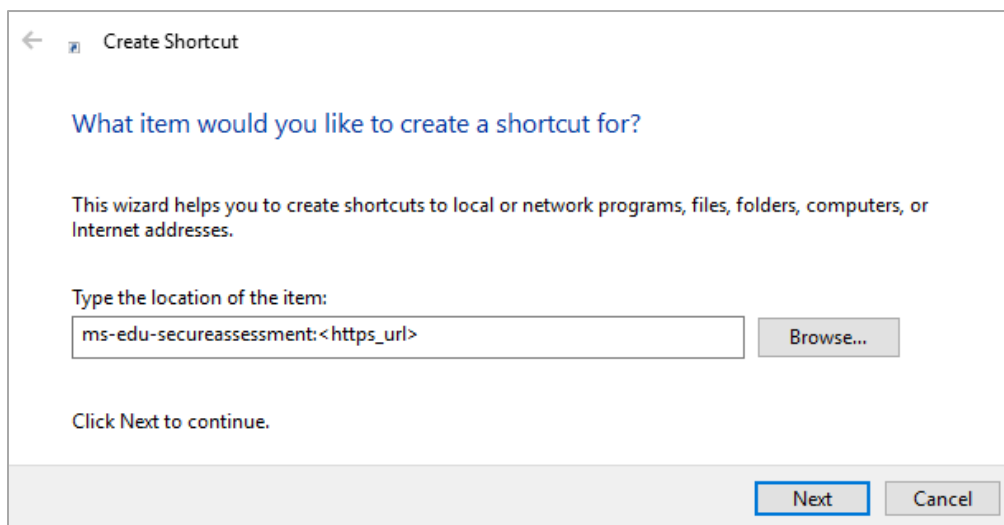 Create Shortcut
What item would you like to create a shortcut for?
This wizard helps you to create shortcuts to local or network programs, files, folders, computers, or
Internet addresses.
Type the location of the item:
ms-edu-secureassessment:<https_url>
Browse...
Click Next to continue.
Next
Cancel